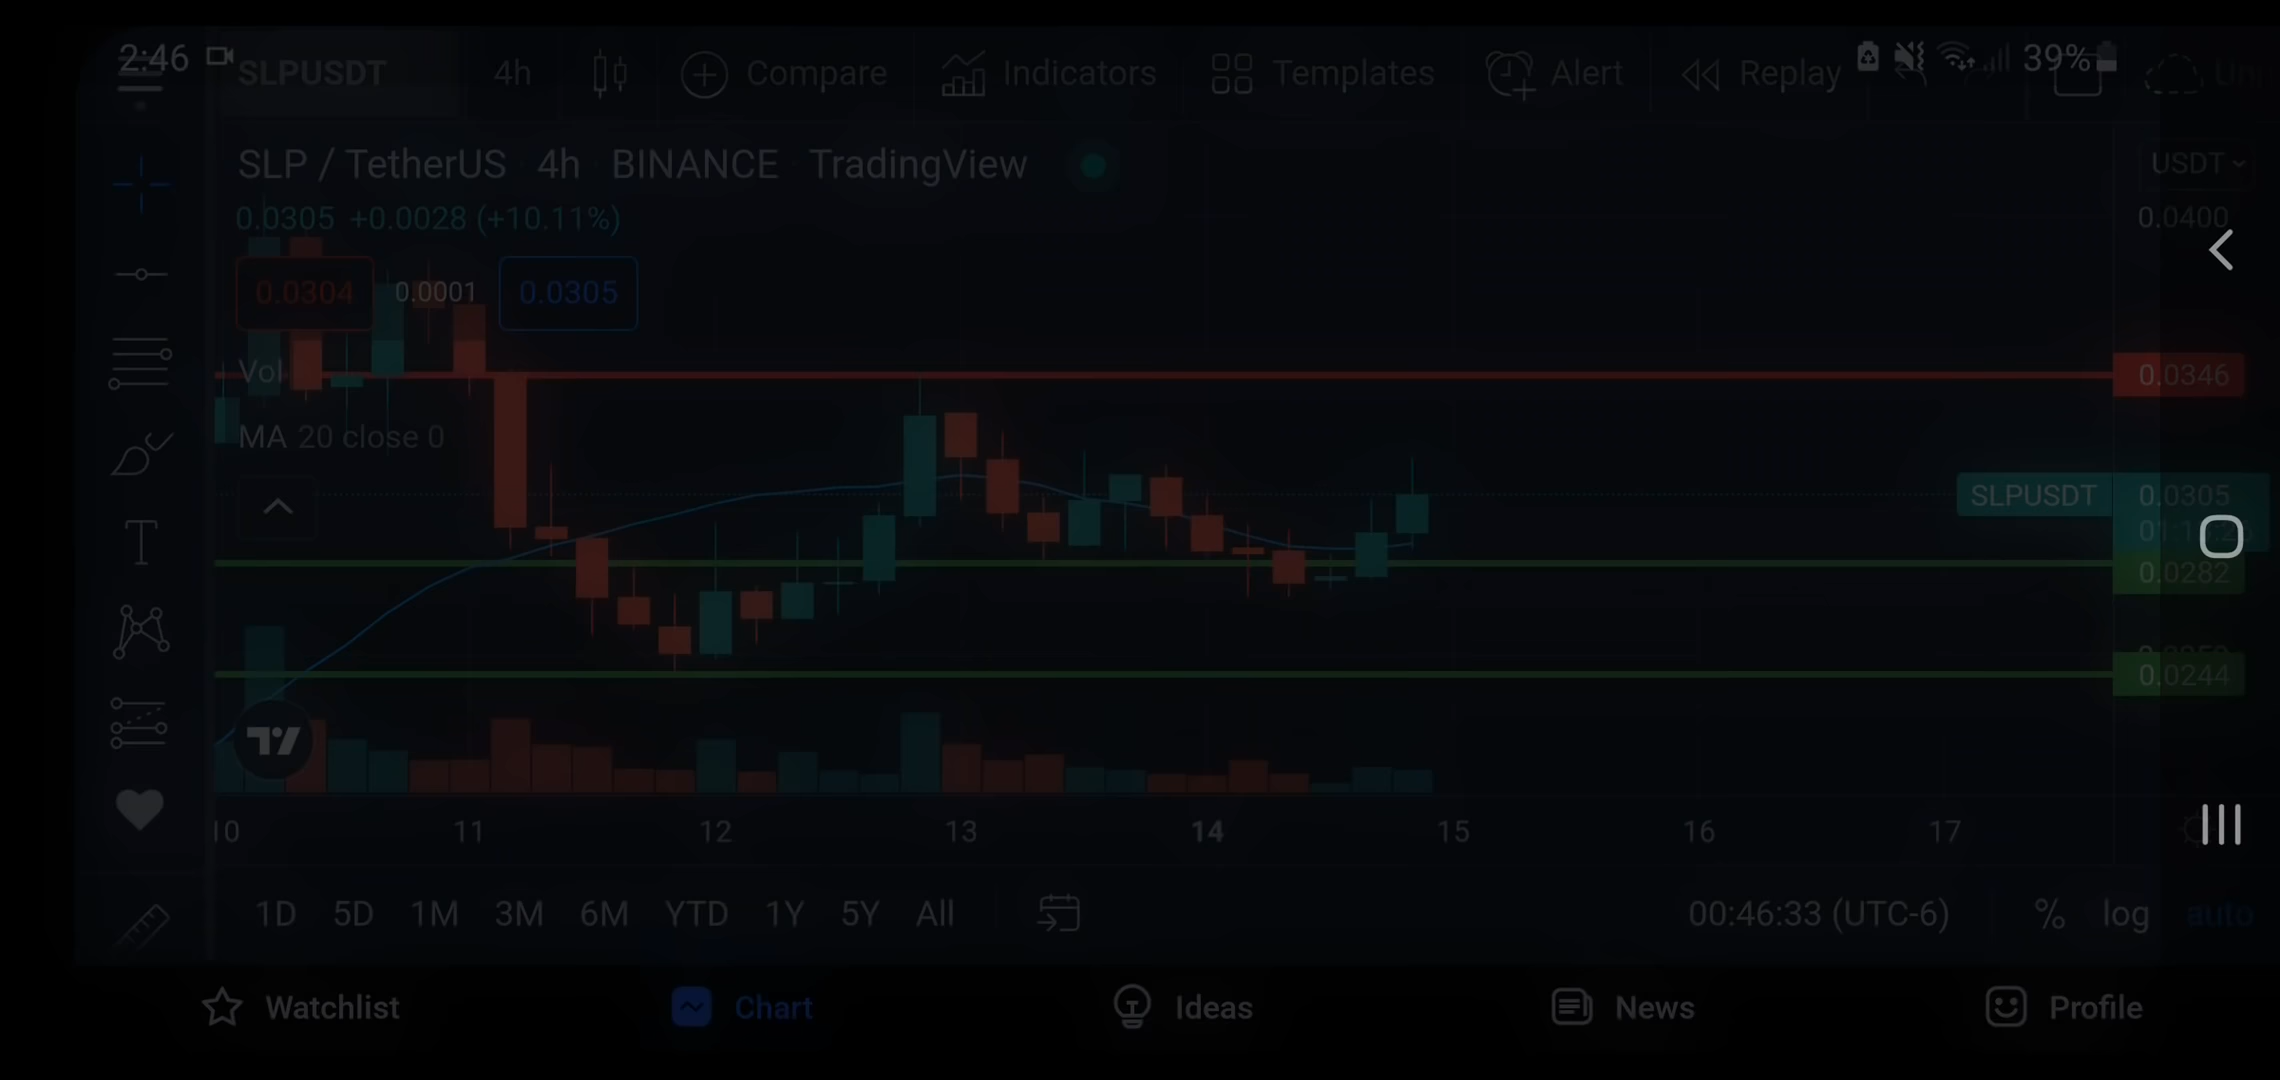 2:46 39%
SLPUSDT 4h Compare Indicators Templates Alert Replay
SLP / TetherUS · 4h · BINANCE · TradingView
USDT
0.0305 +0.0028 (+10.11%)
0.0400
0.0304 0.0001 0.0305
Vol
0.0346
MA 20 close 0
SLPUSDT 0.0305
0.0282
0.0244
10 11 12 13 14 15 16 17
1D 5D 1M 3M 6M YTD 1Y 5Y All 00:46:33 (UTC-6) % log auto
Watchlist Chart Ideas News Profile